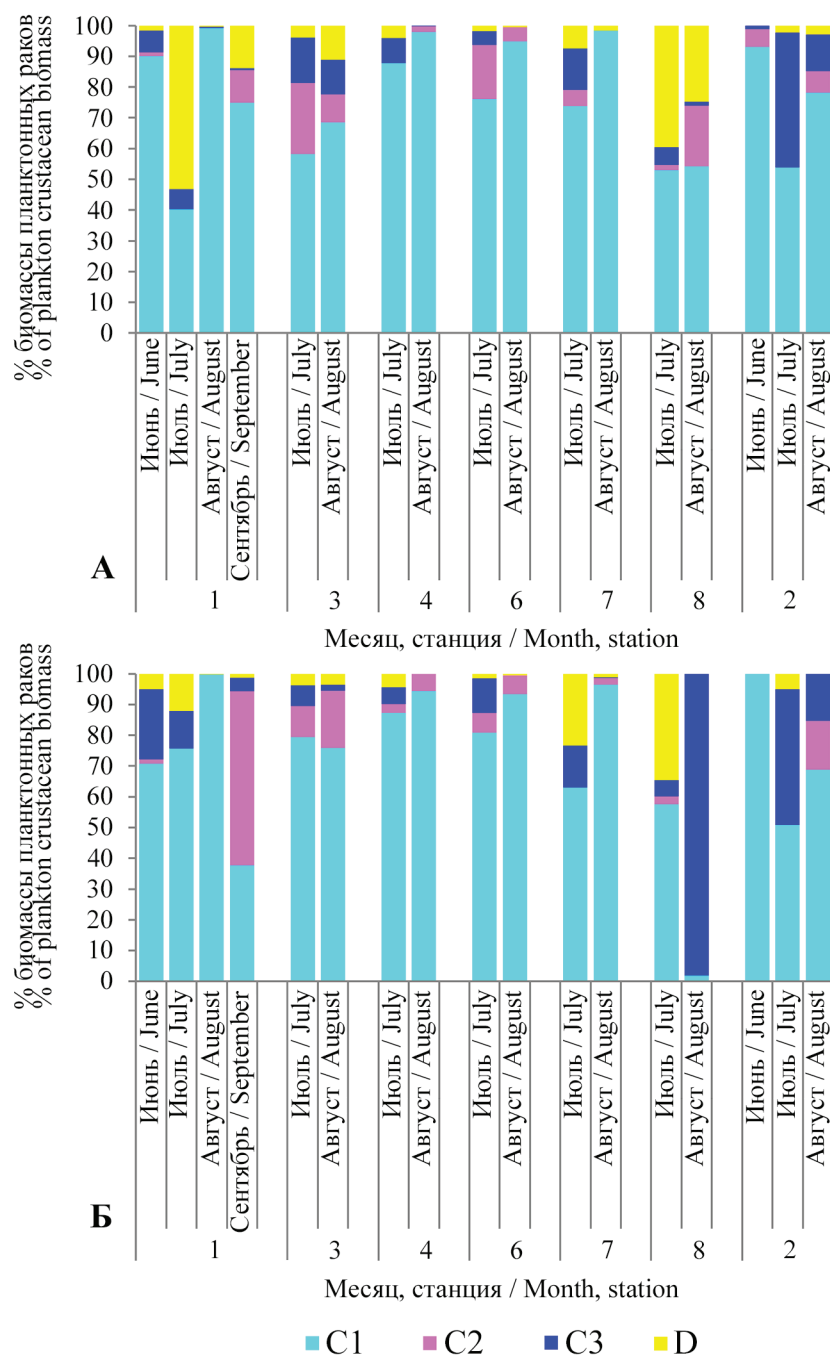 % биомассы планктонных раков
% of plankton crustacean biomass
100
90
80
70
60
50
40
30
20
10
0
Июнь / June
Июль / July
Август / August
Сентябрь / September
Июль / July
Август / August
Июль / July
Август / August
Июль / July
Август / August
Июль / July
Август / August
Июль / July
Август / August
Июнь / June
Июль / July
Август / August
А
1 3 4 6 7 8 2
Месяц, станция / Month, station
% биомассы планктонных раков
% of plankton crustacean biomass
100
90
80
70
60
50
40
30
20
10
0
Июнь / June
Июль / July
Август / August
Сентябрь / September
Июль / July
Август / August
Июль / July
Август / August
Июль / July
Август / August
Июль / July
Август / August
Июль / July
Август / August
Июнь / June
Июль / July
Август / August
Б
1 3 4 6 7 8 2
Месяц, станция / Month, station
C1 C2 C3 D